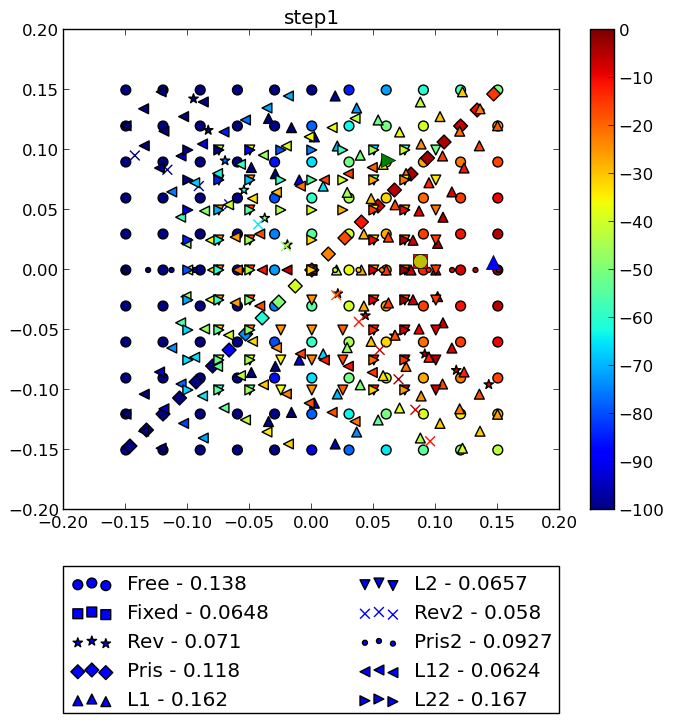 step1
0.20
0.15
0.10
0.05
0.00
−0.05
−0.10
−0.15
−0.20
−0.20 −0.15 −0.10 −0.05 0.00 0.05 0.10 0.15 0.20
0
−10
−20
−30
−40
−50
−60
−70
−80
−90
−100
Free - 0.138
Fixed - 0.0648
Rev - 0.071
Pris - 0.118
L1 - 0.162
L2 - 0.0657
Rev2 - 0.058
Pris2 - 0.0927
L12 - 0.0624
L22 - 0.167